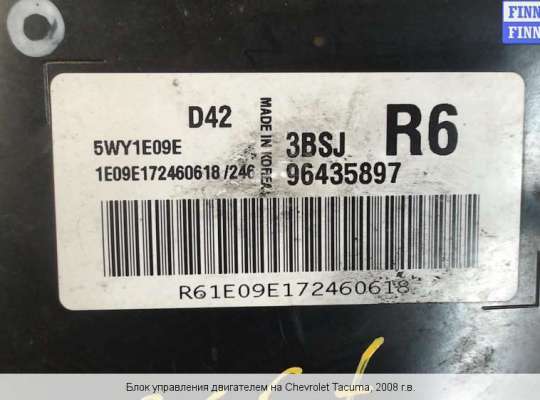 FINN
FINN
D42
MADE IN KOREA
3BSJ
R6
5WY1E09E
1E09E172460618 /246
96435897
R61E09E172460618
Блок управления двигателем на Chevrolet Tacuma, 2008 г.в.